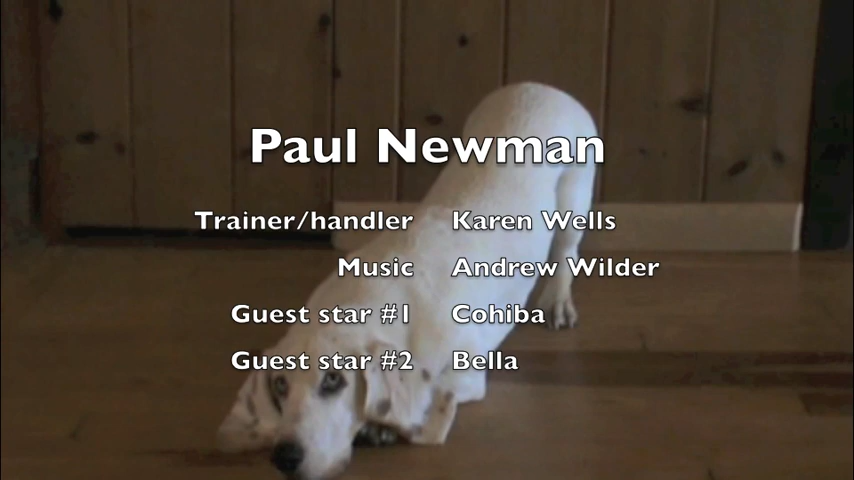 Paul Newman
Trainer/handler Karen Wells
Music Andrew Wilder
Guest star #1 Cohiba
Guest star #2 Bella